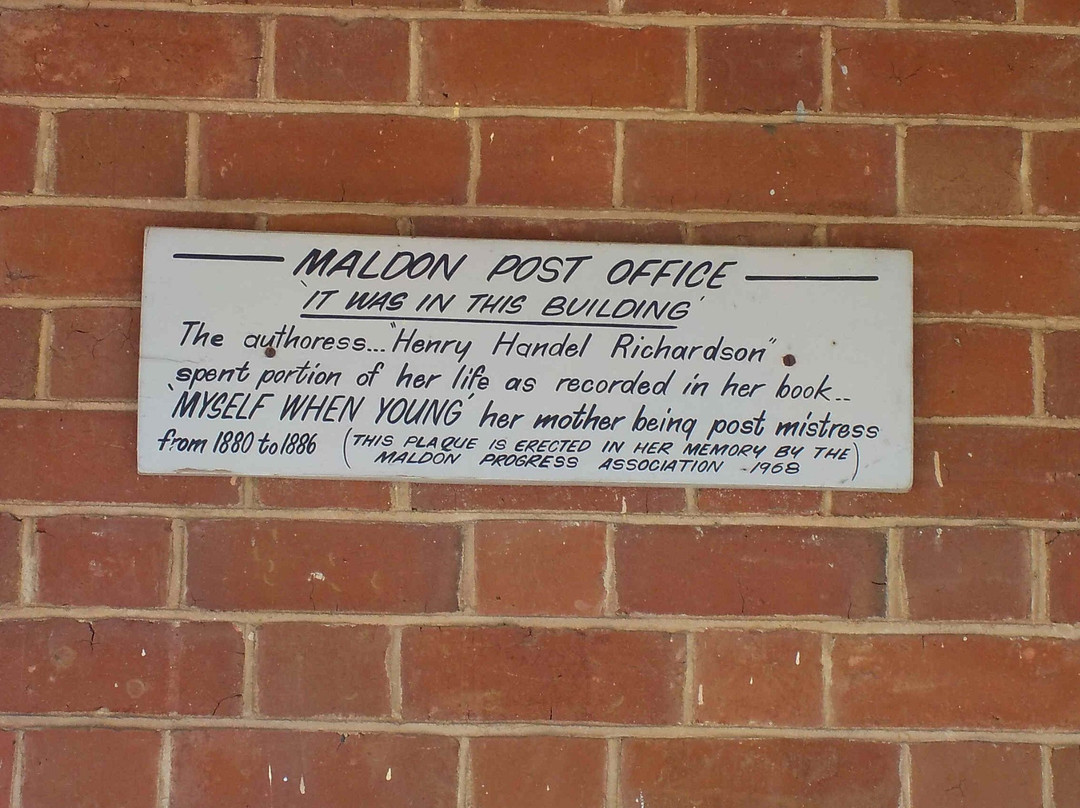 MALDON POST OFFICE
'IT WAS IN THIS BUILDING'
The authoress..."Henry Handel Richardson"
spent portion of her life as recorded in her book..
'MYSELF WHEN YOUNG' her mother being post mistress
from 1880 to 1886 (THIS PLAQUE IS ERECTED IN HER MEMORY BY THE
MALDON PROGRESS ASSOCIATION -1968)